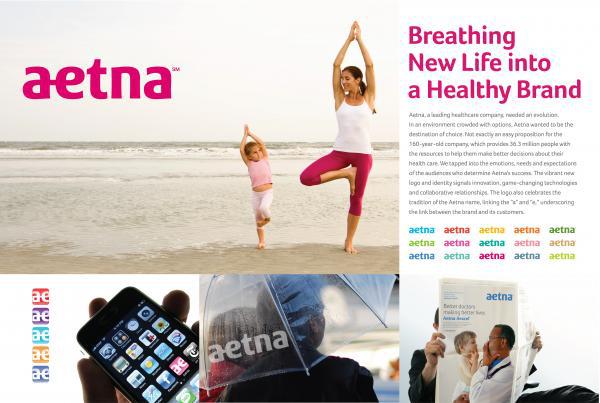 aetna℠
Breathing
New Life into
a Healthy Brand
Aetna, a leading healthcare company, needed an evolution.
In an environment crowded with options, Aetna wanted to be the
destination of choice. Not exactly an easy proposition for the
160-year-old company, which provides 36.3 million people with
the resources to help them make better decisions about their
health care. We tapped into the emotions, needs and expectations
of the audiences who determine Aetna's success. The vibrant new
logo and identity signals innovation, game-changing technologies
and collaborative relationships. The logo also celebrates the
tradition of the Aetna name, linking the "a" and "e," underscoring
the link between the brand and its customers.
aetna aetna aetna aetna aetna
aetna aetna aetna aetna aetna
aetna aetna aetna aetna aetna
ae
ae
ae
ae
ae
aetna
aetna
Better doctors
making better lives.
Aetna Aexcel